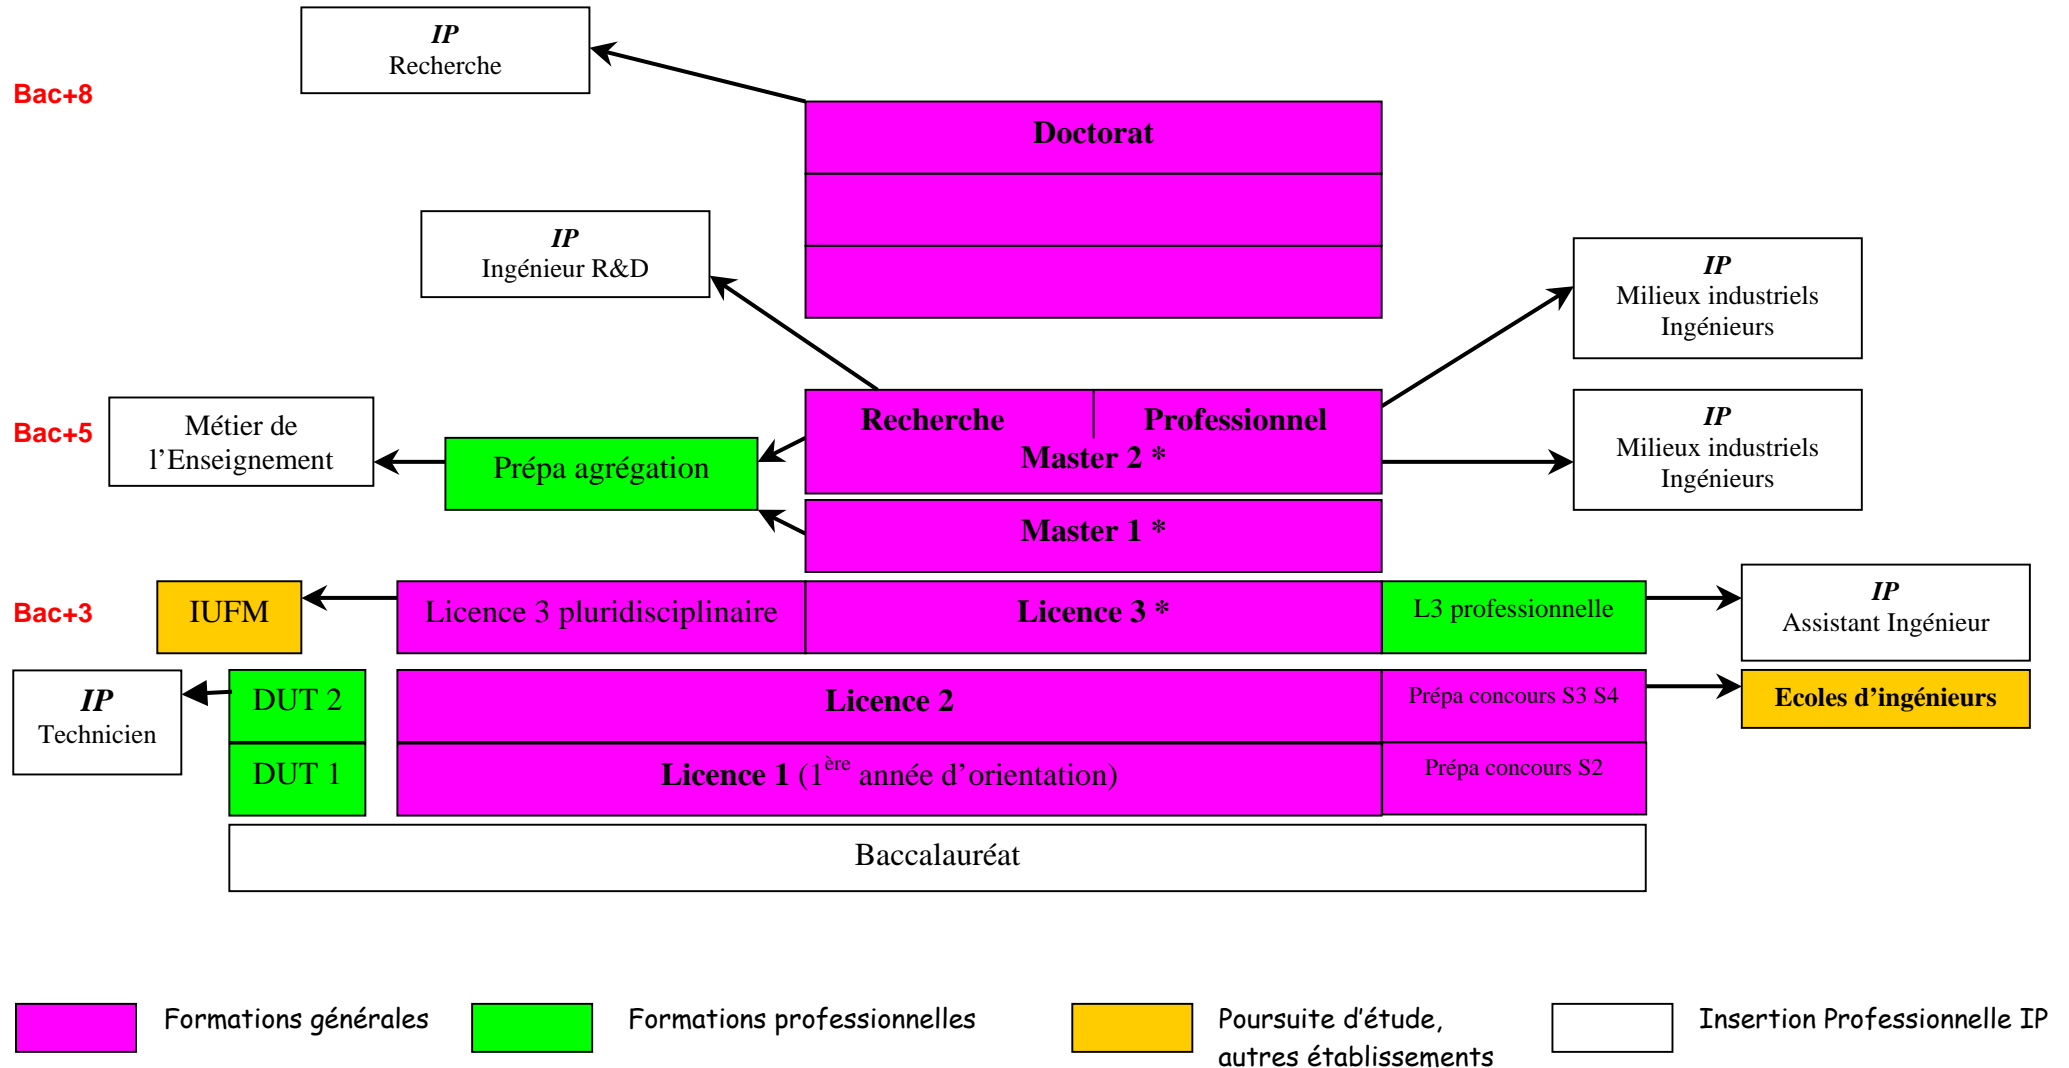 IP
Recherche
Bac+8
Doctorat
IP
Ingénieur R&D
IP
Milieux industriels
Ingénieurs
Bac+5
Métier de
l'Enseignement
Prépa agrégation
Recherche
Professionnel
Master 2 *
IP
Milieux industriels
Ingénieurs
Master 1 *
Bac+3
IUFM
Licence 3 pluridisciplinaire
Licence 3 *
L3 professionnelle
IP
Assistant Ingénieur
IP
Technicien
DUT 2
Licence 2
Prépa concours S3 S4
Ecoles d'ingénieurs
DUT 1
Licence 1 (1ère année d'orientation)
Prépa concours S2
Baccalauréat
Formations générales
Formations professionnelles
Poursuite d'étude,
autres établissements
Insertion Professionnelle IP